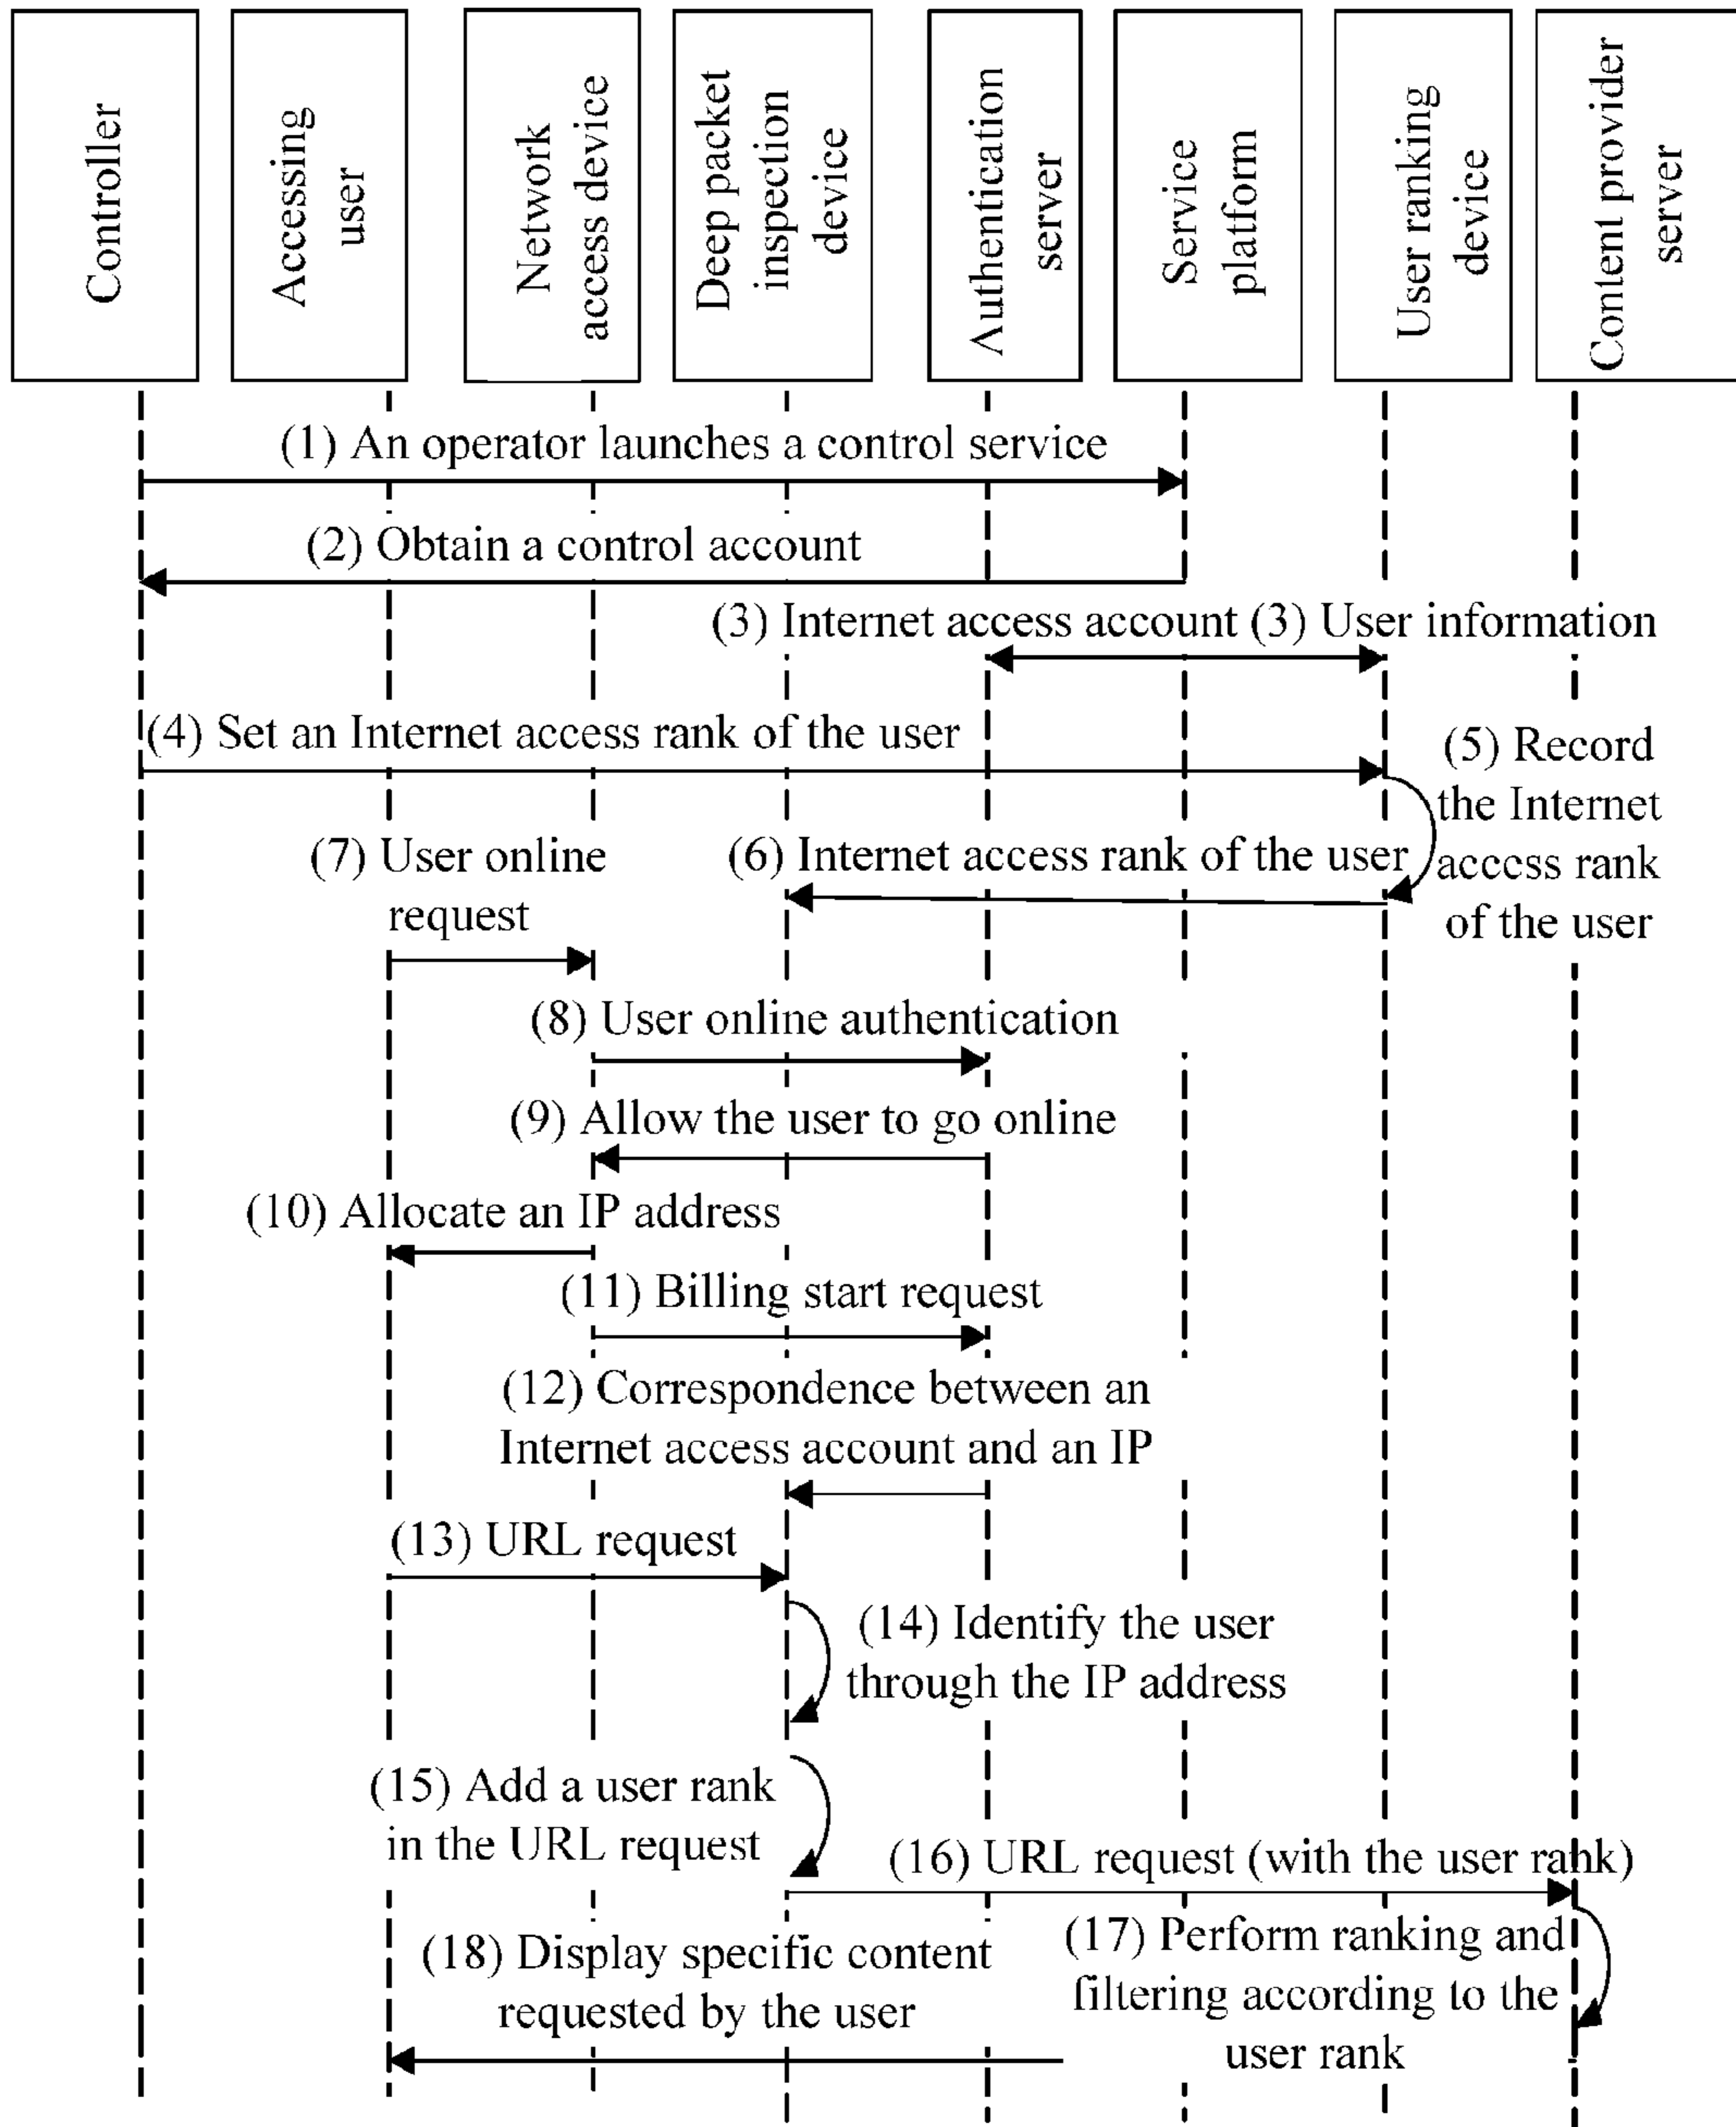 Controller
Accessing
user
Network
access device
Deep packet
inspection
device
Authentication
server
Service
platform
User ranking
device
Content provider
server
(1) An operator launches a control service
(2) Obtain a control account
(3) Internet access account (3) User information
(4) Set an Internet access rank of the user
(5) Record
the Internet
access rank
of the user
(6) Internet access rank of the user
(7) User online
request
(8) User online authentication
(9) Allow the user to go online
(10) Allocate an IP address
(11) Billing start request
(12) Correspondence between an
Internet access account and an IP
(13) URL request
(14) Identify the user
through the IP address
(15) Add a user rank
in the URL request
(16) URL request (with the user rank)
(17) Perform ranking and
filtering according to the
user rank
(18) Display specific content
requested by the user